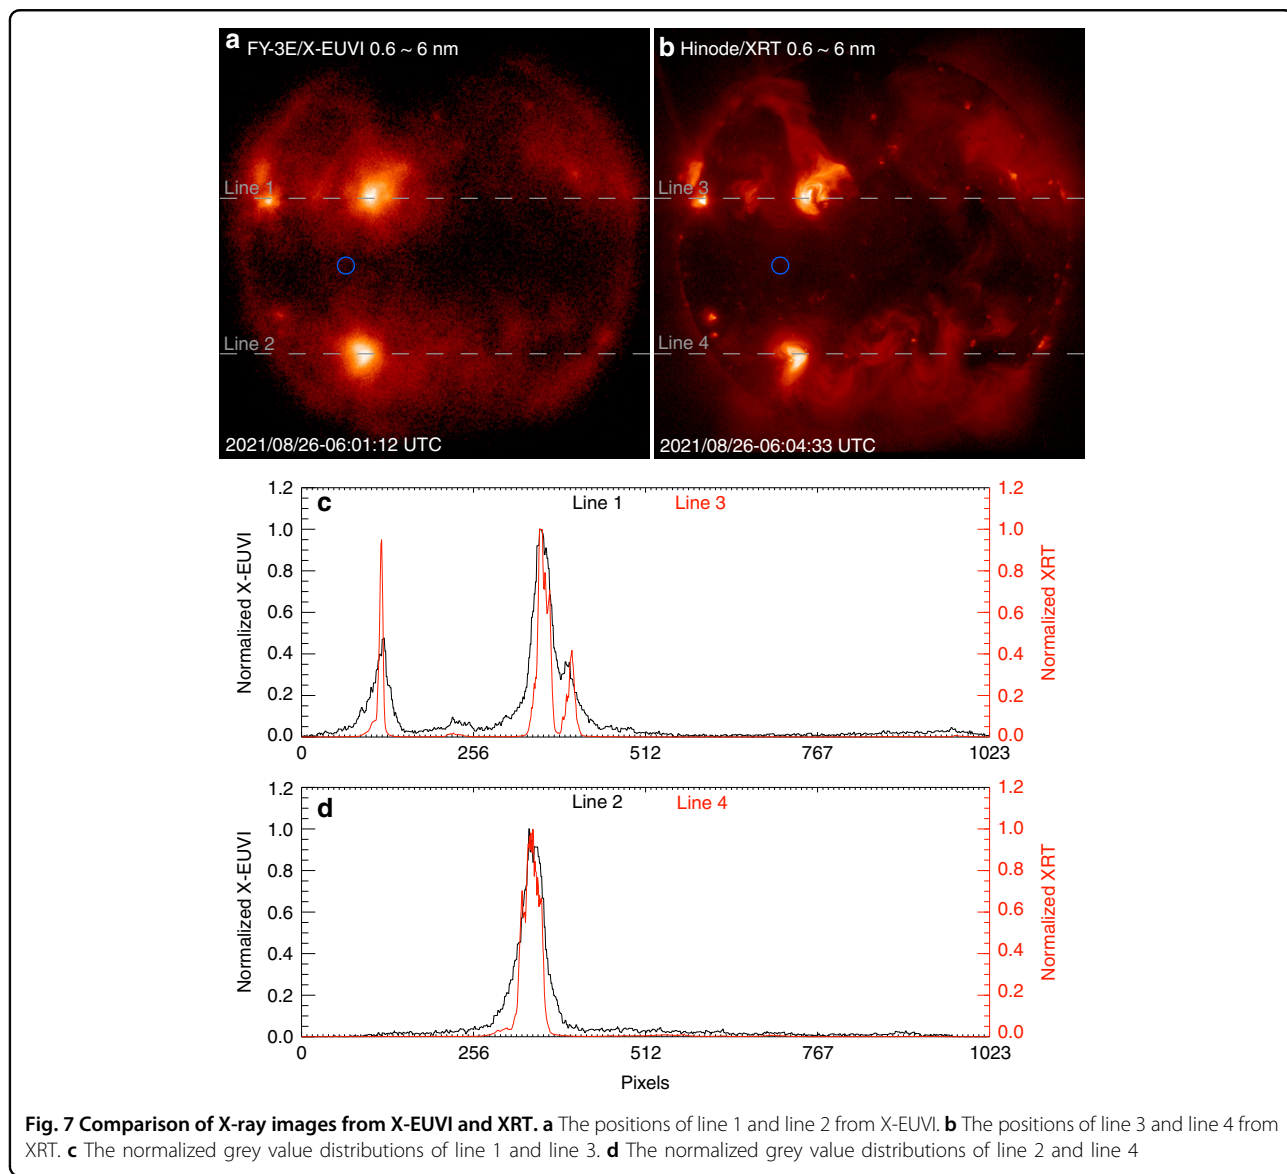 a FY-3E/X-EUVI 0.6 ~ 6 nm
Line 1
Line 2
2021/08/26-06:01:12 UTC
b Hinode/XRT 0.6 ~ 6 nm
Line 3
Line 4
2021/08/26-06:04:33 UTC
c
Line 1
Line 3
Normalized X-EUVI
1.2
1.0
0.8
0.6
0.4
0.2
0.0
0
256
512
767
1023
1.2
1.0
0.8
0.6
0.4
0.2
0.0
Normalized XRT
d
Line 2
Line 4
Normalized X-EUVI
1.2
1.0
0.8
0.6
0.4
0.2
0.0
0
256
512
767
1023
1.2
1.0
0.8
0.6
0.4
0.2
0.0
Normalized XRT
Pixels
Fig. 7 Comparison of X-ray images from X-EUVI and XRT. a The positions of line 1 and line 2 from X-EUVI. b The positions of line 3 and line 4 from
XRT. c The normalized grey value distributions of line 1 and line 3. d The normalized grey value distributions of line 2 and line 4